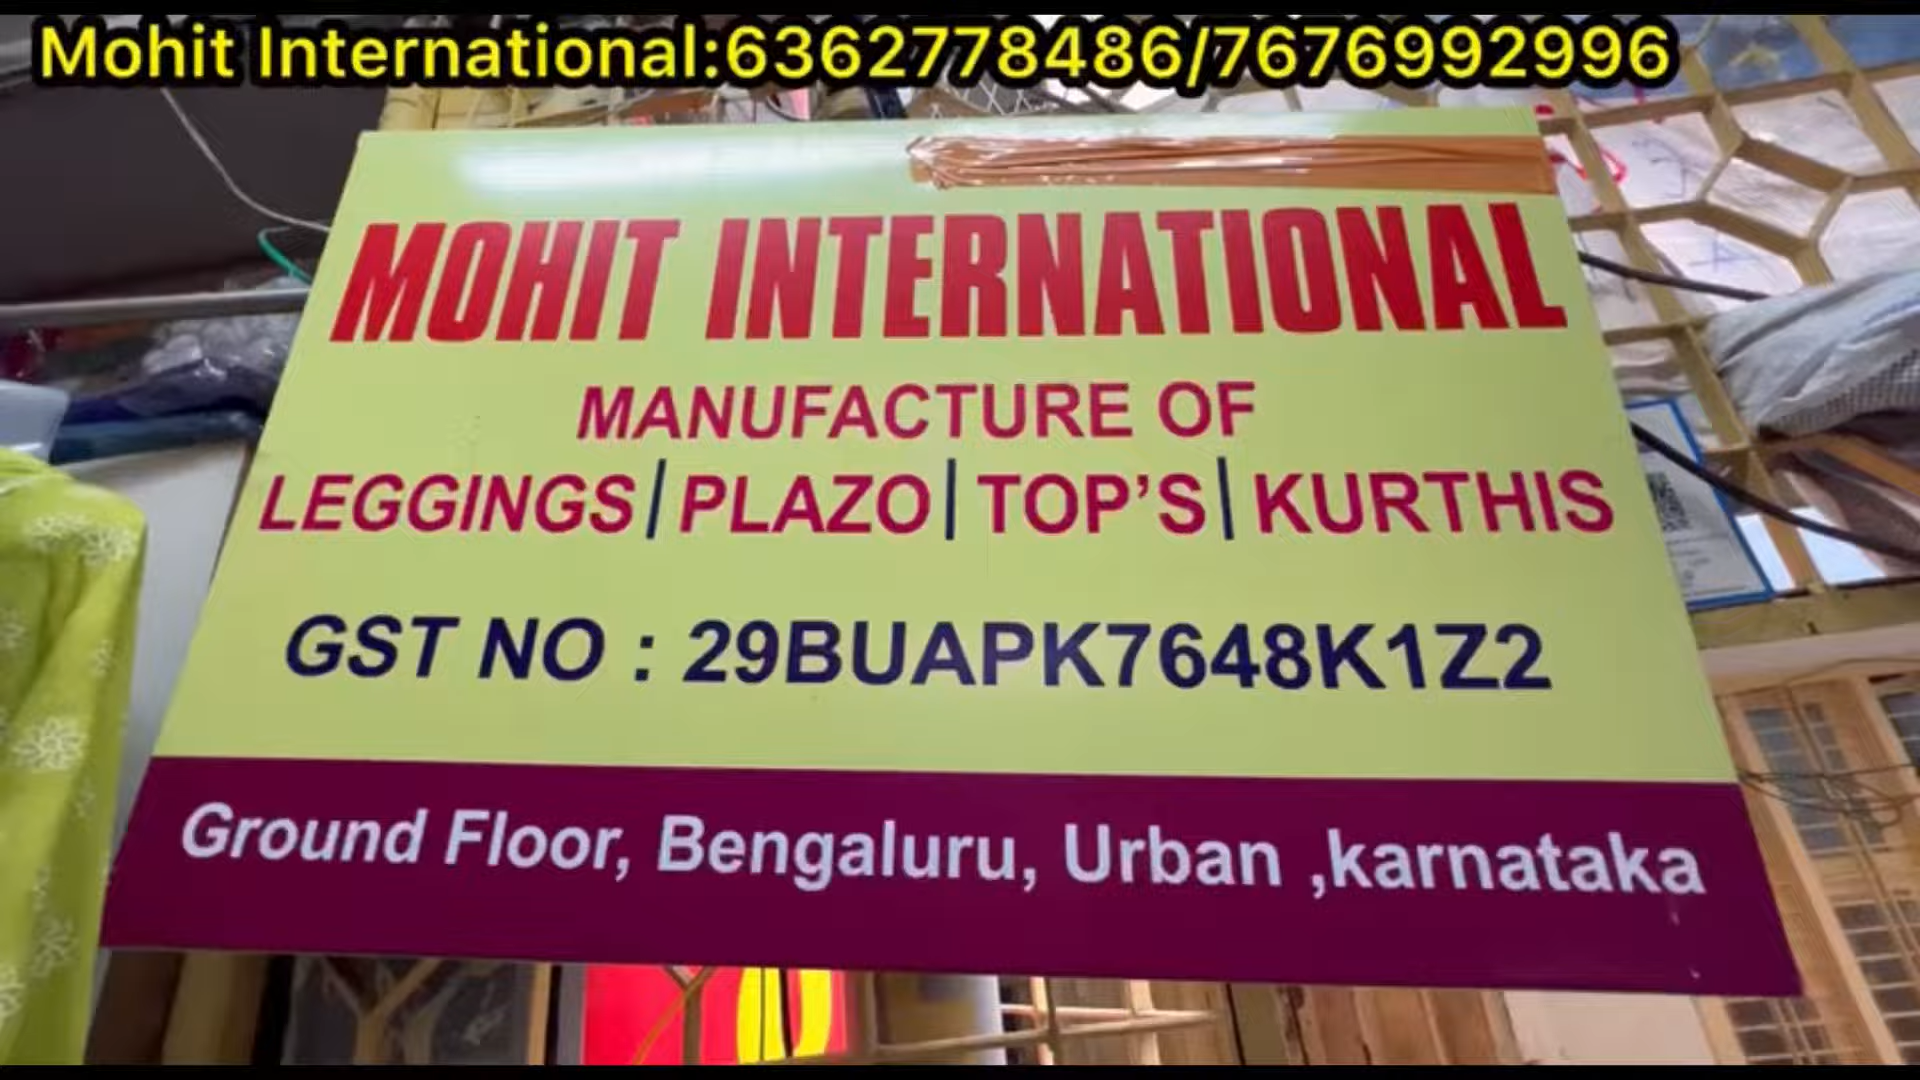 Mohit International:6362778486/7676992996
MOHIT INTERNATIONAL
MANUFACTURE OF
LEGGINGS|PLAZO|TOP'S|KURTHIS
GST NO : 29BUAPK7648K1Z2
Ground Floor, Bengaluru, Urban ,karnataka